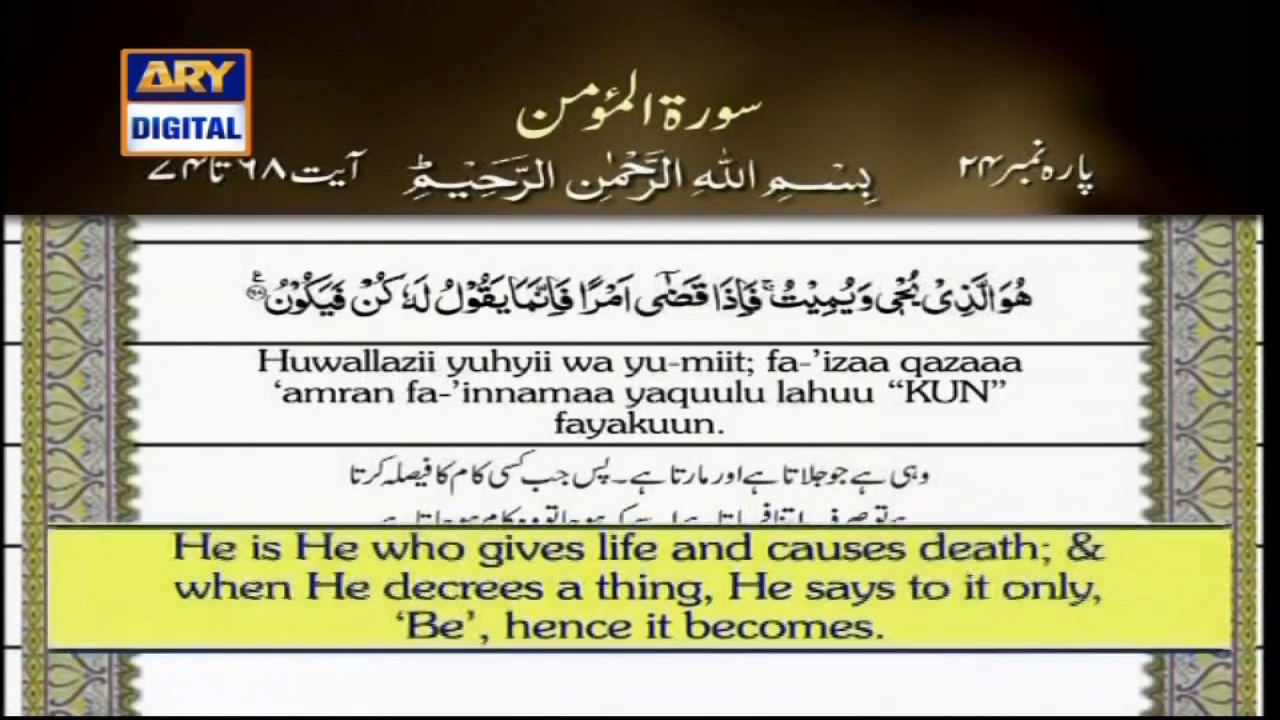 ARY
DIGITAL
سورۃ المؤمن
پارہ نمبر ۲۴
بِسْمِ اللهِ الرَّحْمٰنِ الرَّحِيْمِ
آیت ۶۸ تا ۷۴
هُوَ الَّذِىْ يُحْىٖ وَيُمِيْتُ ۚ فَاِذَا قَضٰٓى اَمْرًا فَاِنَّمَا يَقُوْلُ لَهٗ كُنْ فَيَكُوْنُ ۶۸
Huwallazii yuhyii wa yu-miit; fa-’izaa qazaaa
‘amran fa-’innamaa yaquulu lahuu “KUN”
fayakuun.
وہی ہے جو جلاتا ہے اور مارتا ہے۔ پس جب کسی کام کا فیصلہ کرتا
He is He who gives life and causes death; &
when He decrees a thing, He says to it only,
‘Be’, hence it becomes.